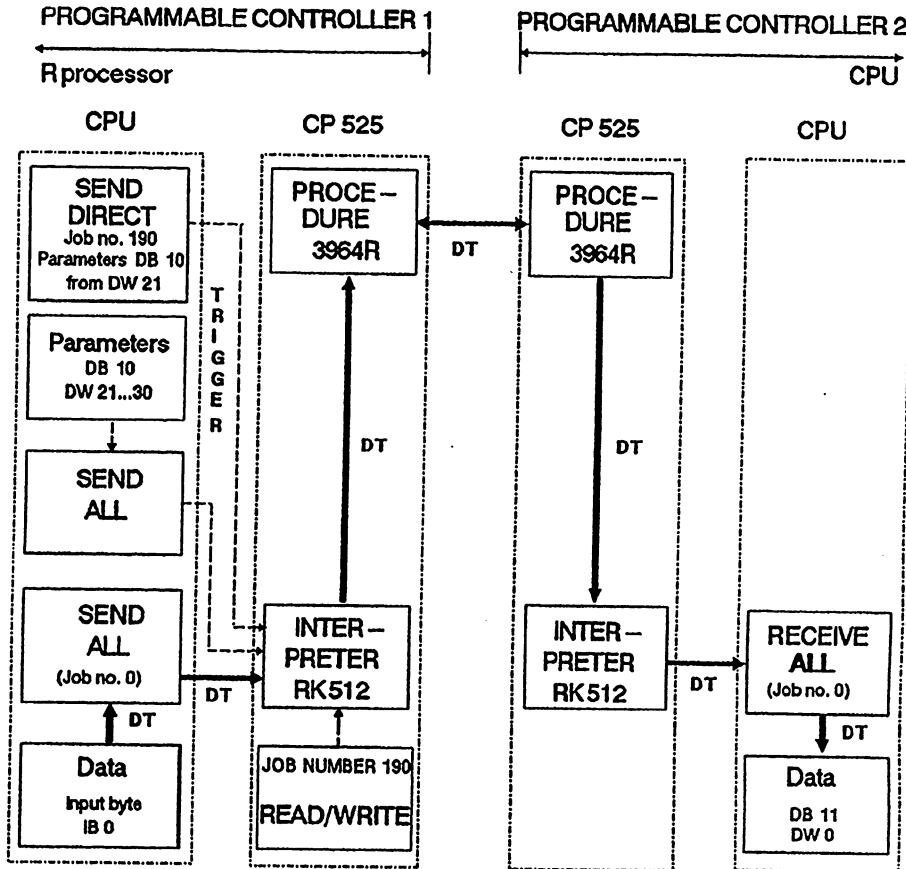 PROGRAMMABLE CONTROLLER 1
PROGRAMMABLE CONTROLLER 2
R processor
CPU
CPU
CP 525
CP 525
CPU
SEND
DIRECT
Job no. 190
Parameters DB 10
from DW 21
Parameters
DB 10
DW 21...30
SEND
ALL
SEND
ALL
(Job no. 0)
DT
Data
Input byte
IB 0
TRIGGER
DT
PROCE-
DURE
3964R
DT
INTER-
PRETER
RK512
JOB NUMBER 190
READ/WRITE
DT
PROCE-
DURE
3964R
DT
INTER-
PRETER
RK512
DT
RECEIVE
ALL
(Job no. 0)
DT
Data
DB 11
DW 0